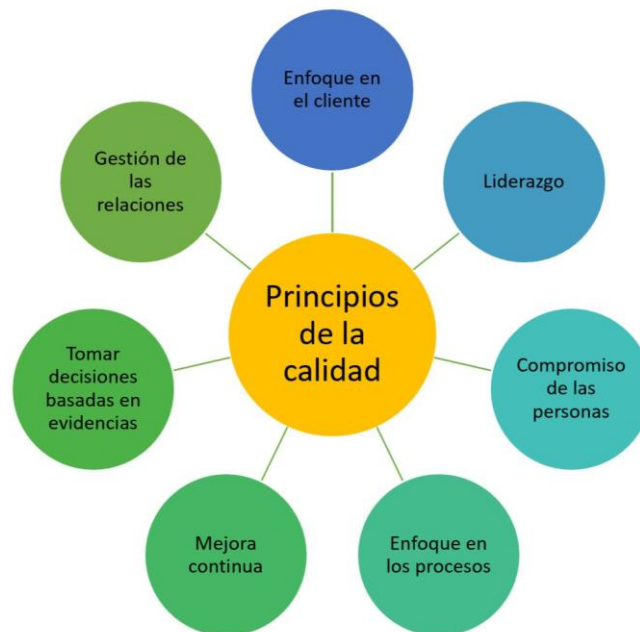 Enfoque en
el cliente
Liderazgo
Compromiso
de las
personas
Enfoque en
los procesos
Mejora
continua
Tomar
decisiones
basadas en
evidencias
Gestión de
las
relaciones
Principios
de la
calidad